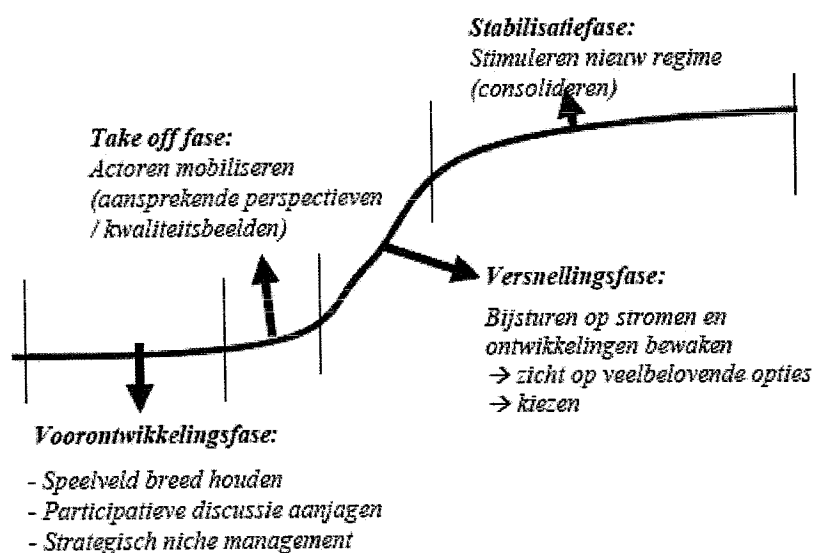 Stabilisatiefase:
Stimuleren nieuw regime
(consolideren)
Take off fase:
Actoren mobiliseren
(aansprekende perspectieven
/ kwaliteitsbeelden)
Versnellingsfase:
Bijsturen op stromen en
ontwikkelingen bewaken
→ zicht op veelbelovende opties
→ kiezen
Voorontwikkelingsfase:
- Speelveld breed houden
- Participatieve discussie aanjagen
- Strategisch niche management